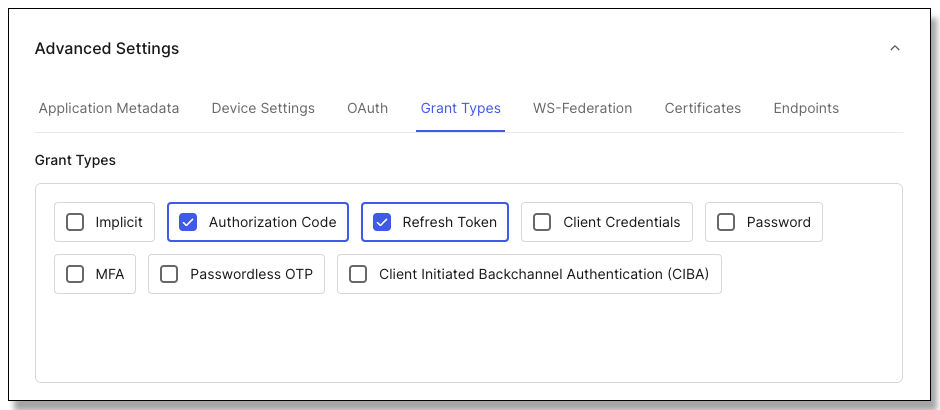 Advanced Settings
Application Metadata Device Settings OAuth Grant Types WS-Federation Certificates Endpoints
Grant Types
Implicit Authorization Code Refresh Token Client Credentials Password
MFA Passwordless OTP Client Initiated Backchannel Authentication (CIBA)